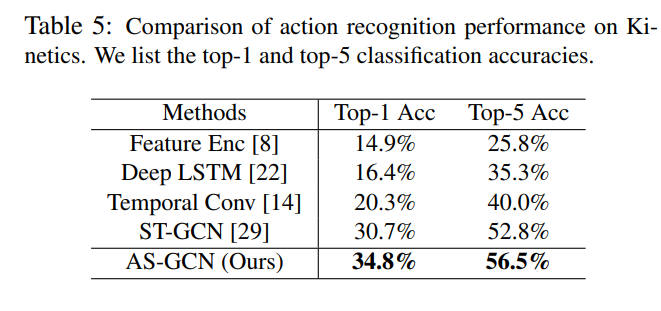 Table 5: Comparison of action recognition performance on Ki-
netics. We list the top-1 and top-5 classification accuracies.
Methods Top-1 Acc Top-5 Acc
Feature Enc [8] 14.9% 25.8%
Deep LSTM [22] 16.4% 35.3%
Temporal Conv [14] 20.3% 40.0%
ST-GCN [29] 30.7% 52.8%
AS-GCN (Ours) 34.8% 56.5%